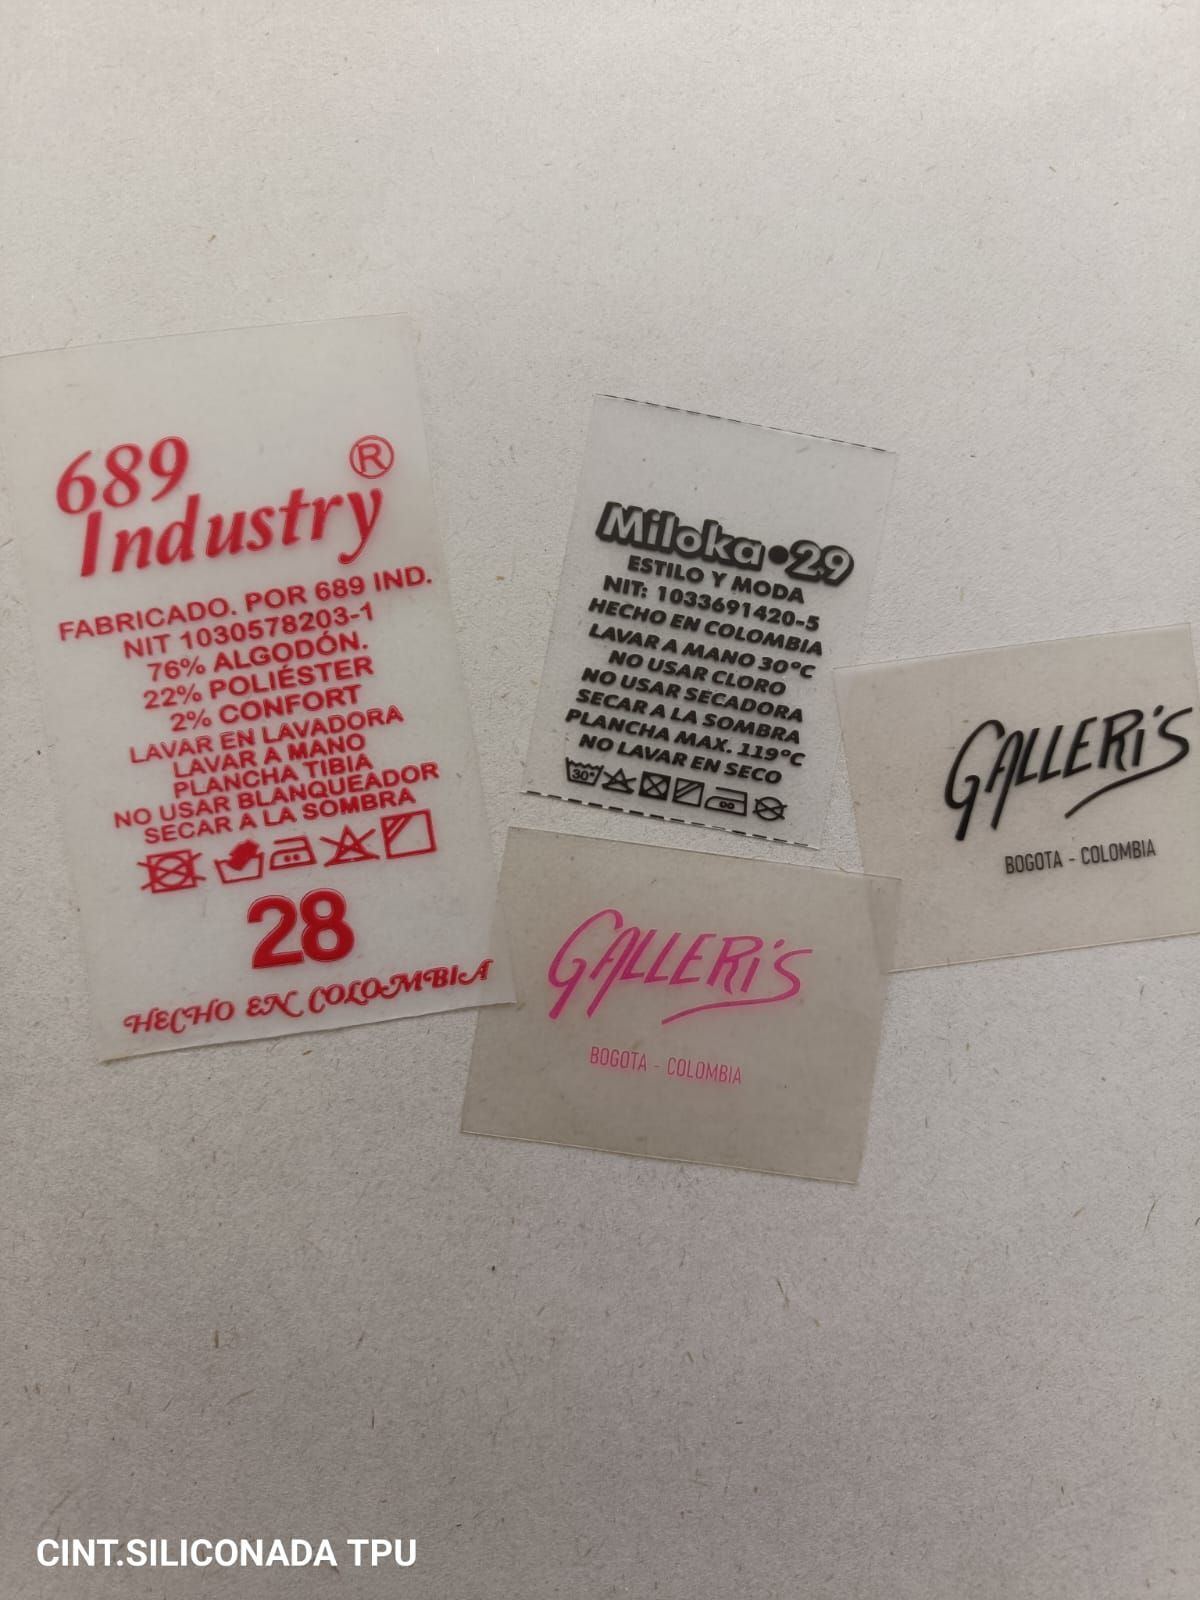 689
Industry ®
FABRICADO. POR 689 IND.
NIT 1030578203-1
76% ALGODÓN.
22% POLIÉSTER
2% CONFORT
LAVAR EN LAVADORA
LAVAR A MANO
PLANCHA TIBIA
NO USAR BLANQUEADOR
SECAR A LA SOMBRA
28
HECHO EN COLOMBIA
Miloka•29
ESTILO Y MODA
NIT: 1033691420-5
HECHO EN COLOMBIA
LAVAR A MANO 30°C
NO USAR CLORO
NO USAR SECADORA
SECAR A LA SOMBRA
PLANCHA MAX. 119°C
NO LAVAR EN SECO
30°
GALLERi'S
BOGOTA - COLOMBIA
GALLERi'S
BOGOTA - COLOMBIA
CINT.SILICONADA TPU